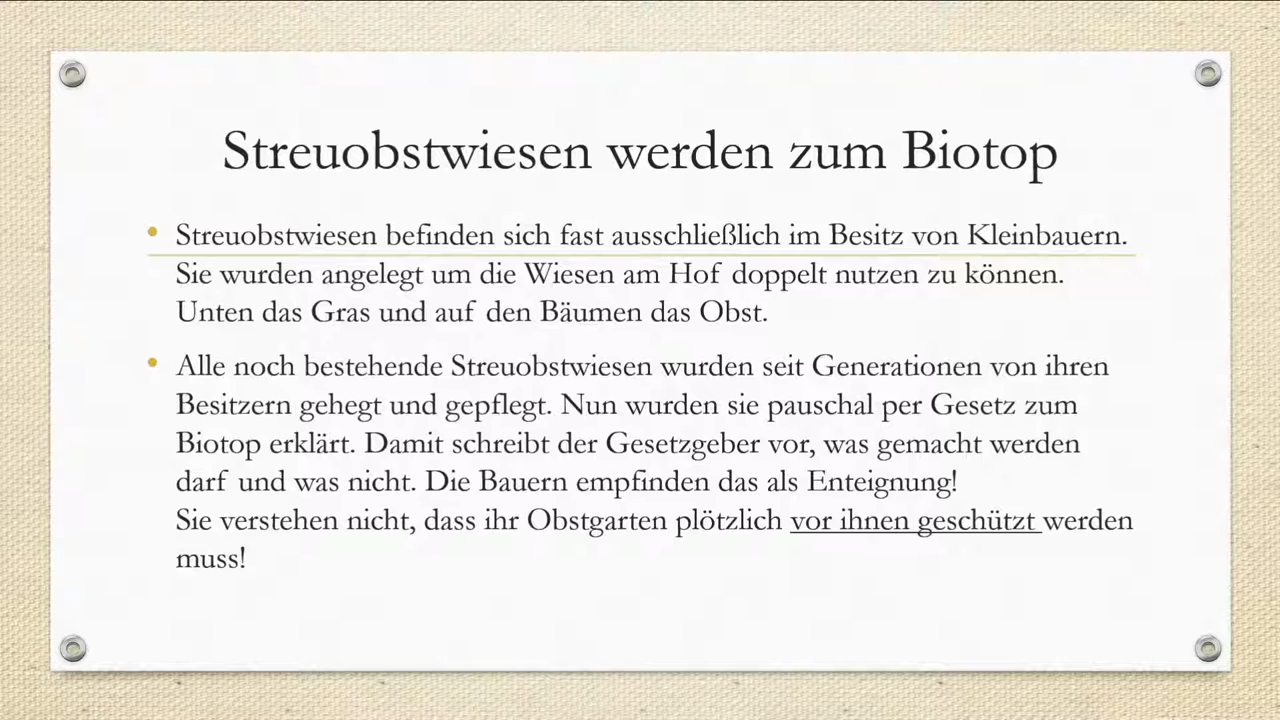 Streuobstwiesen werden zum Biotop
• Streuobstwiesen befinden sich fast ausschließlich im Besitz von Kleinbauern.
Sie wurden angelegt um die Wiesen am Hof doppelt nutzen zu können.
Unten das Gras und auf den Bäumen das Obst.
• Alle noch bestehende Streuobstwiesen wurden seit Generationen von ihren
Besitzern gehegt und gepflegt. Nun wurden sie pauschal per Gesetz zum
Biotop erklärt. Damit schreibt der Gesetzgeber vor, was gemacht werden
darf und was nicht. Die Bauern empfinden das als Enteignung!
Sie verstehen nicht, dass ihr Obstgarten plötzlich vor ihnen geschützt werden
muss!